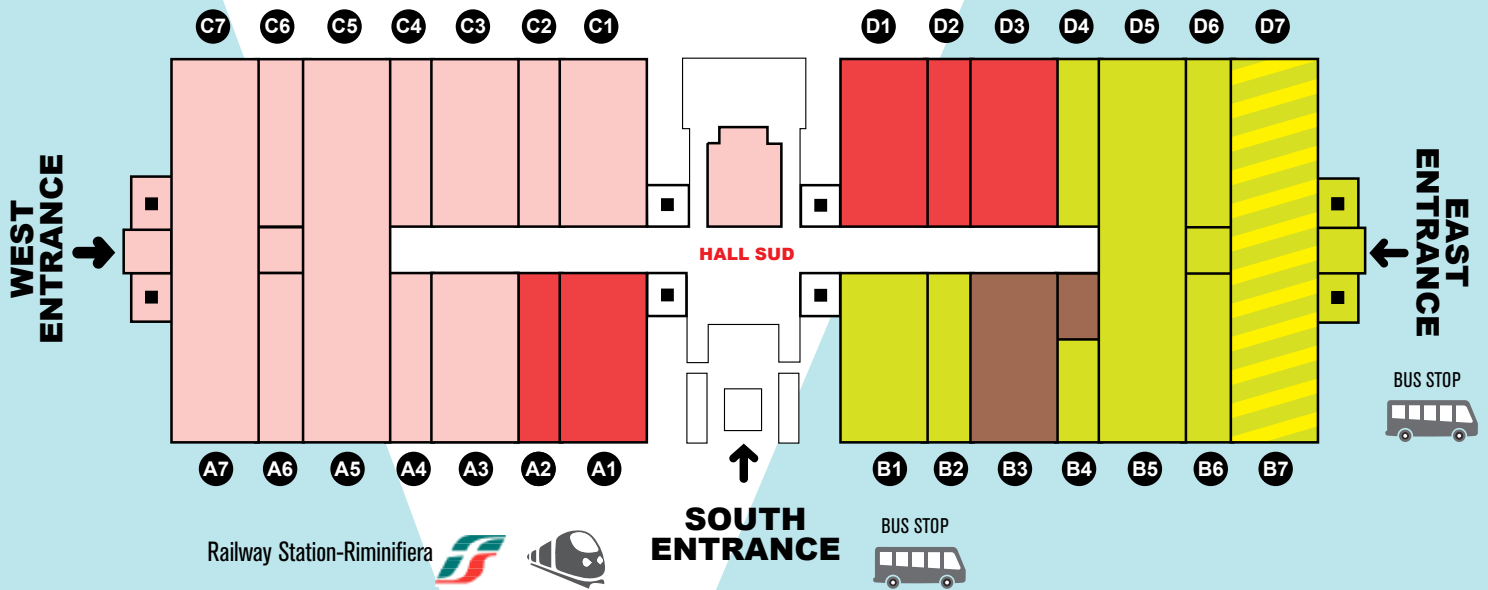 C7 C6 C5 C4 C3 C2 C1 D1 D2 D3 D4 D5 D6 D7
WEST
ENTRANCE
HALL SUD
EAST
ENTRANCE
BUS STOP
A7 A6 A5 A4 A3 A2 A1 B1 B2 B3 B4 B5 B6 B7
SOUTH
ENTRANCE
Railway Station-Riminifiera
FS
BUS STOP